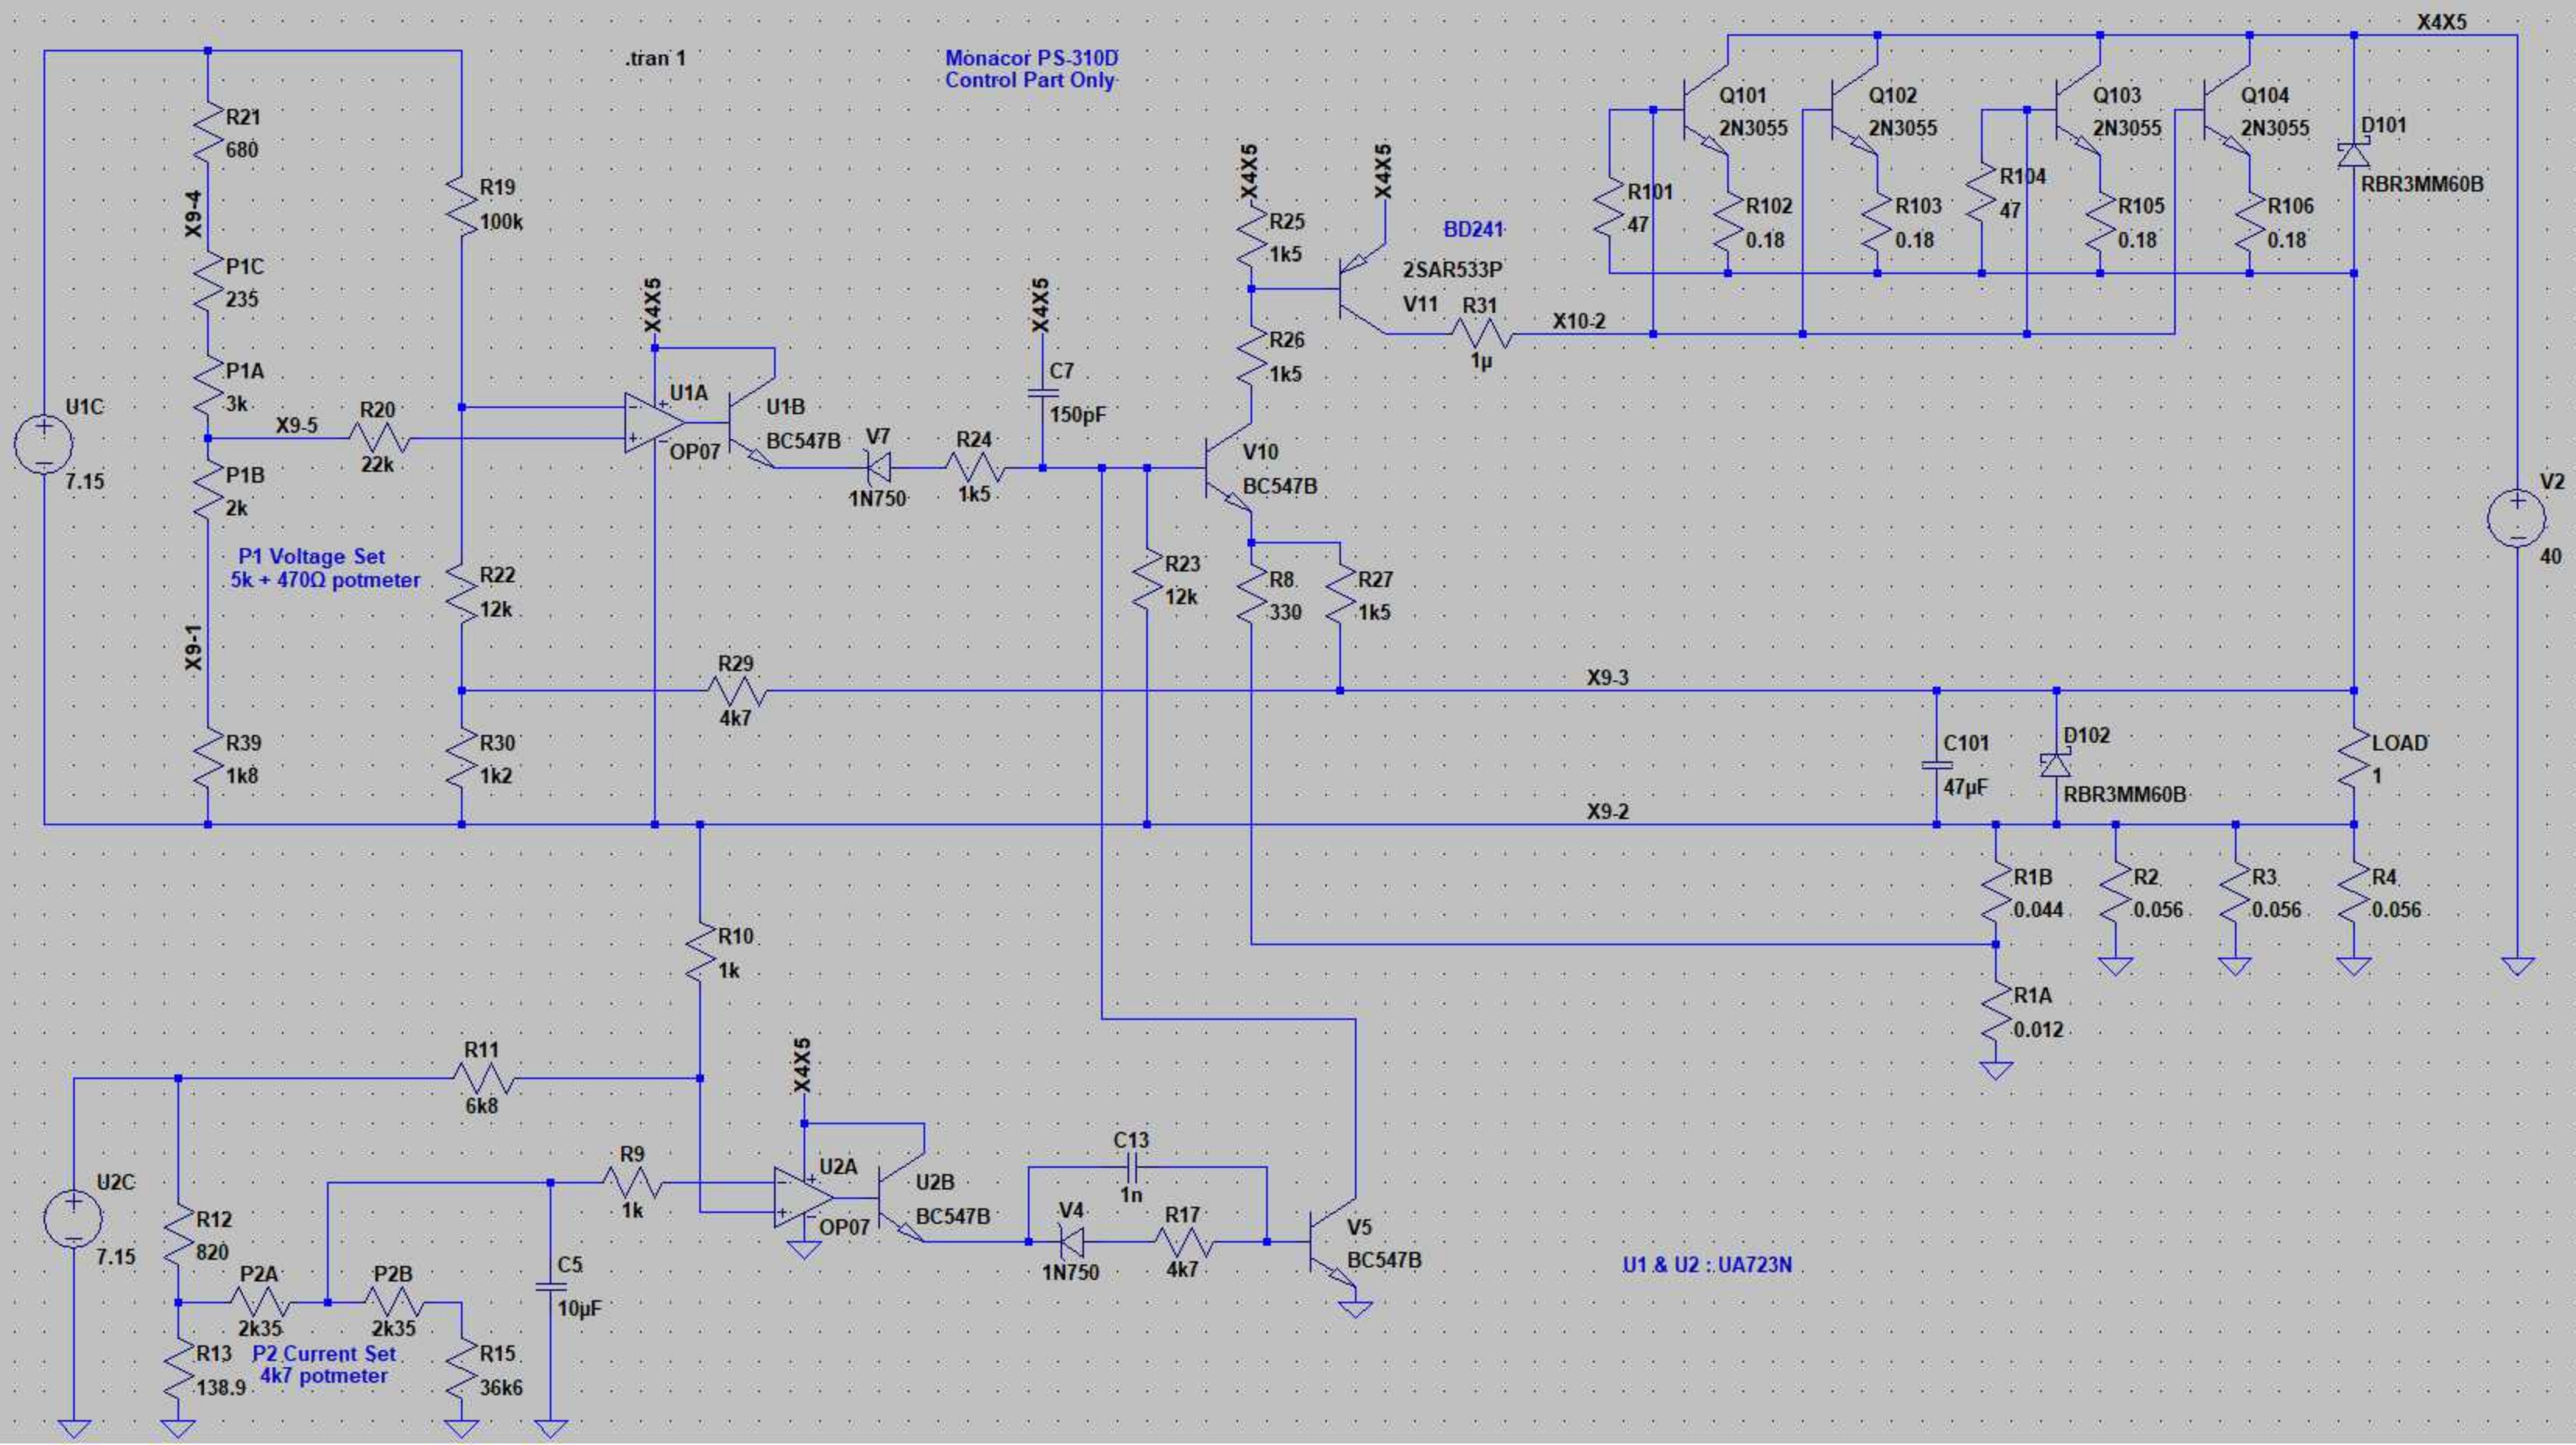 .tran 1
Monacor PS-310D
Control Part Only
X4X5
R21
680
X9-4
R19
100k
P1C
235
P1A
3k
U1C
7.15
X9-5
R20
22k
P1B
2k
P1 Voltage Set
5k + 470Ω potmeter
X9-1
R22
12k
R39
1k8
R30
1k2
R29
4k7
X4X5
U1A
OP07
U1B
BC547B
V7
1N750
R24
1k5
X4X5
C7
150pF
X4X5
R25
1k5
X4X5
BD241
2SAR533P
V11
R31
1µ
X10-2
R26
1k5
V10
BC547B
R23
12k
R8
330
R27
1k5
Q101
2N3055
Q102
2N3055
Q103
2N3055
Q104
2N3055
D101
RBR3MM60B
R101
47
R102
0.18
R103
0.18
R104
47
R105
0.18
R106
0.18
V2
40
X9-3
C101
47µF
D102
RBR3MM60B
LOAD
1
X9-2
R1B
0.044
R2
0.056
R3
0.056
R4
0.056
R1A
0.012
R10
1k
R11
6k8
U2C
7.15
R12
820
P2A
2k35
P2B
2k35
R13
138.9
P2 Current Set
4k7 potmeter
R15
36k6
C5
10µF
R9
1k
X4X5
U2A
OP07
U2B
BC547B
C13
1n
V4
1N750
R17
4k7
V5
BC547B
U1 & U2 : UA723N